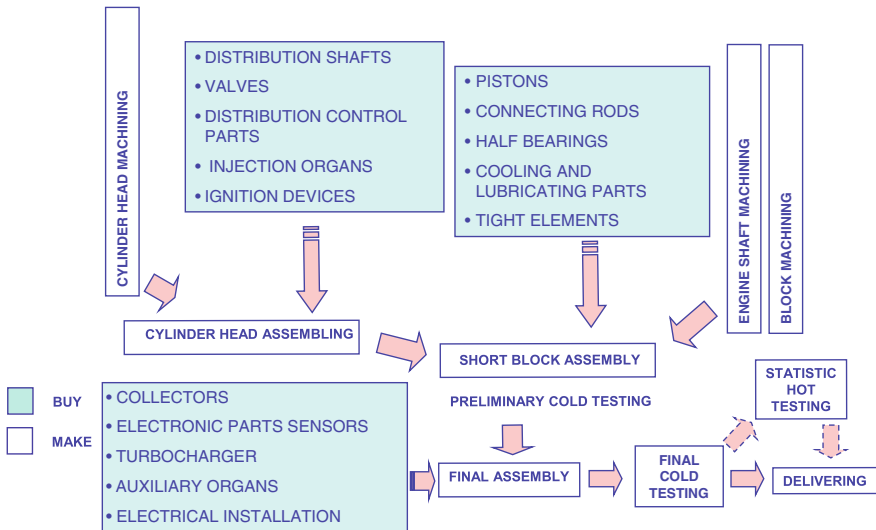 CYLINDER HEAD MACHINING
• DISTRIBUTION SHAFTS
• VALVES
• DISTRIBUTION CONTROL
PARTS
• INJECTION ORGANS
• IGNITION DEVICES
• PISTONS
• CONNECTING RODS
• HALF BEARINGS
• COOLING AND
LUBRICATING PARTS
• TIGHT ELEMENTS
ENGINE SHAFT MACHINING
BLOCK MACHINING
CYLINDER HEAD ASSEMBLING
SHORT BLOCK ASSEMBLY
PRELIMINARY COLD TESTING
BUY
MAKE
• COLLECTORS
• ELECTRONIC PARTS SENSORS
• TURBOCHARGER
• AUXILIARY ORGANS
• ELECTRICAL INSTALLATION
FINAL ASSEMBLY
FINAL
COLD
TESTING
STATISTIC
HOT
TESTING
DELIVERING